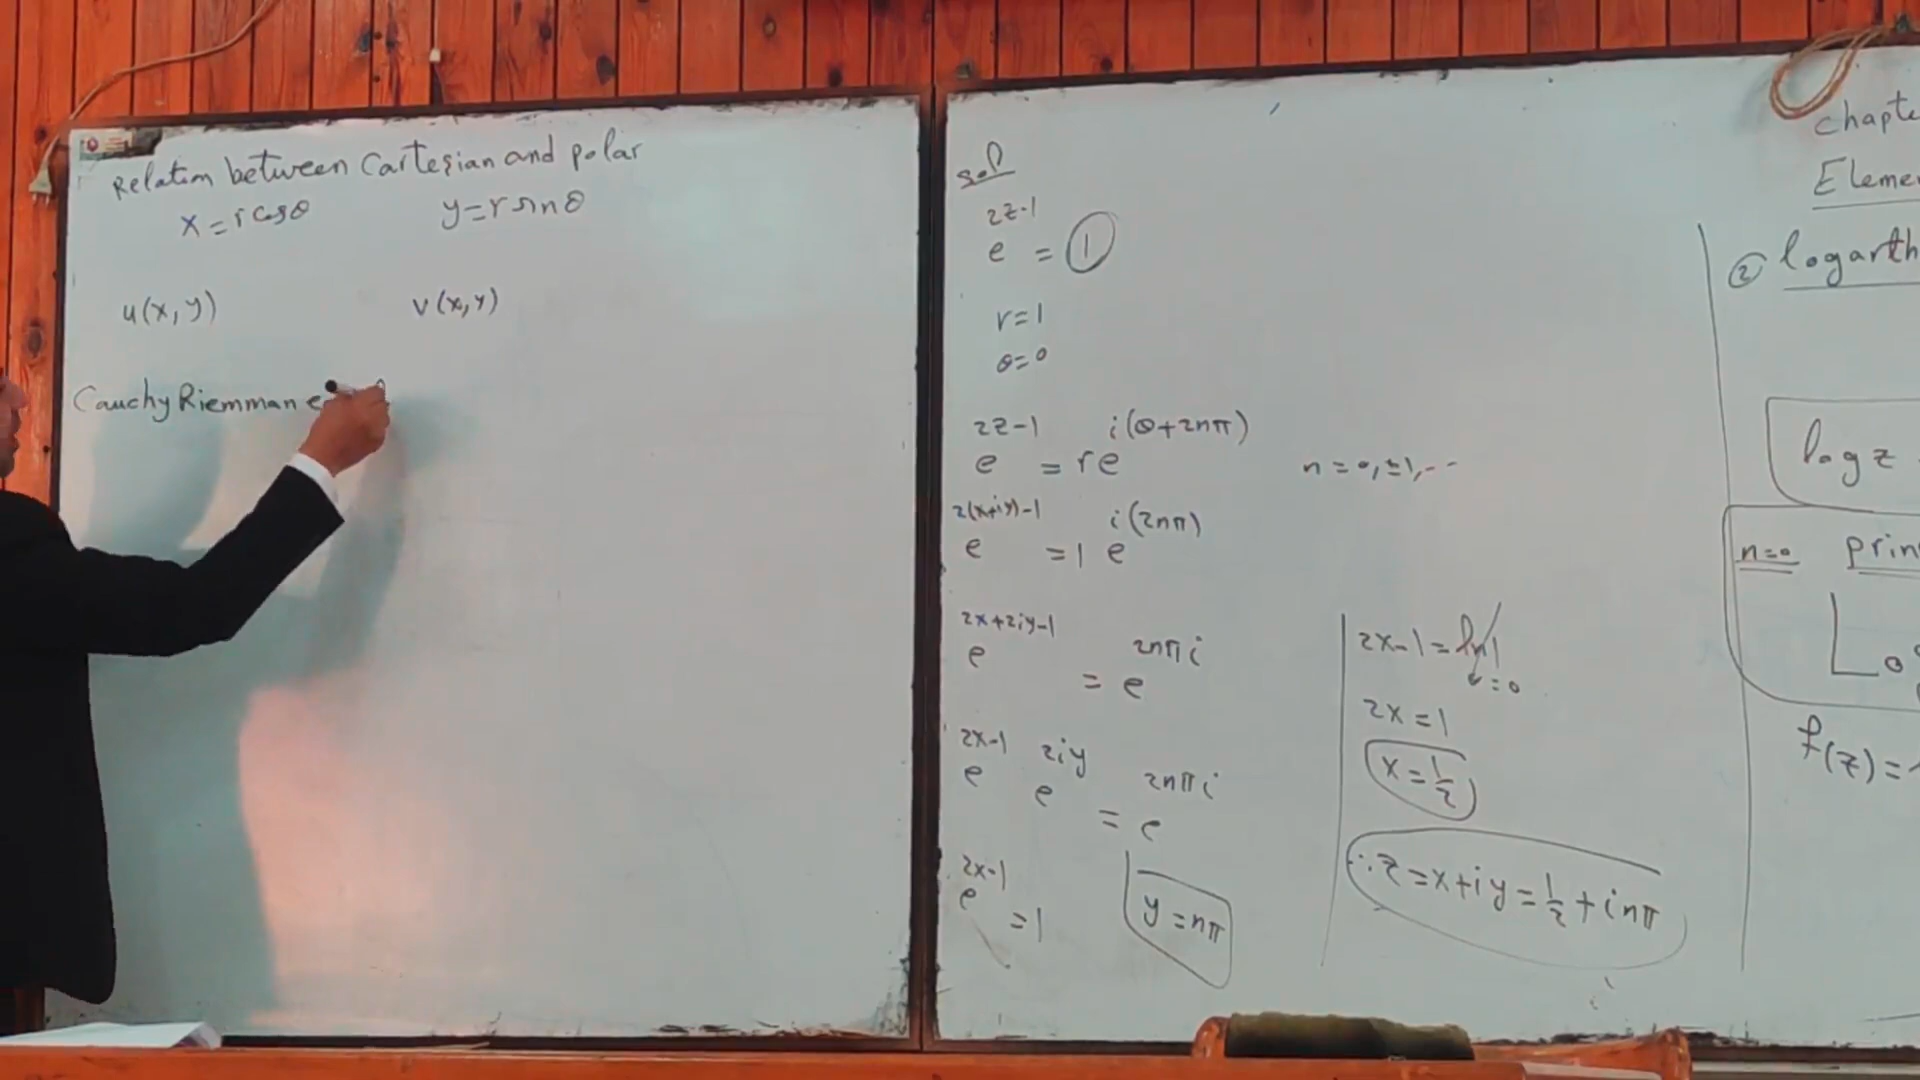 Relation between Cartesian and polar
x = r cosθ y = r sinθ
u(x, y) v(x, y)
Cauchy Riemman e
sol
e^{2z-1} = 1
r = 1
θ = 0
e^{2z-1} = r e^{i(θ+2nπ)} n = 0, ±1, --
e^{2(x+iy)-1} = 1 e^{i(2nπ)}
e^{2x+2iy-1} = e^{2nπi}
e^{2x-1} e^{2iy} = e^{2nπi}
e^{2x-1} = 1
y = nπ
2x-1 = ln 1
= 0
2x = 1
x = 1/2
∴ z = x+iy = 1/2 + inπ
Chapte
Eleme
② logarth
log z
n=0 prin
Lo
f(z) =